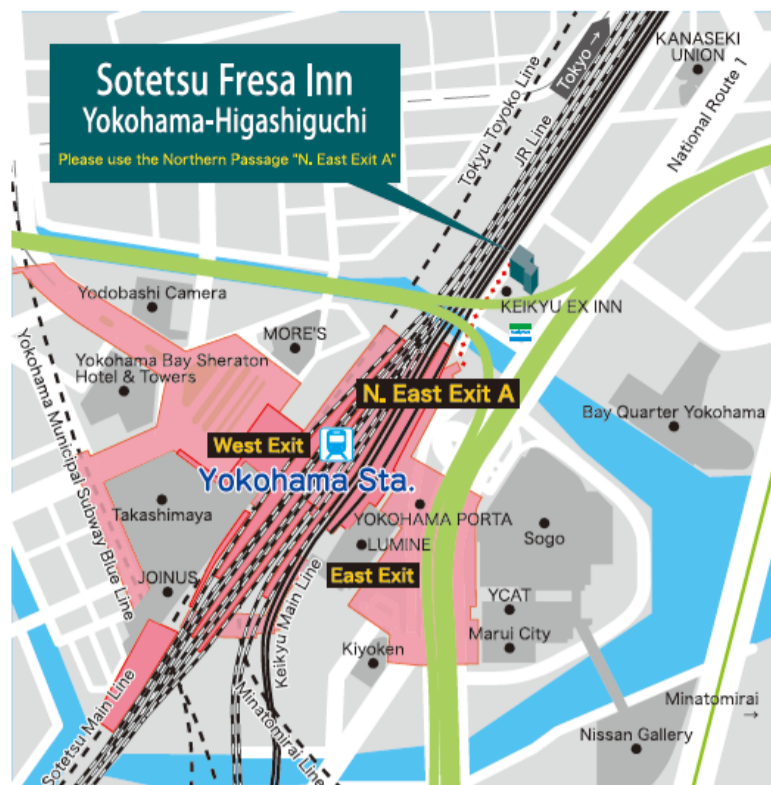 Sotetsu Fresa Inn
Yokohama-Higashiguchi
Please use the Northern Passage "N. East Exit A"
Tokyo →
KANASEKI
UNION
National Route 1
Tokyu Toyoko Line
JR Line
KEIKYU EX INN
Yodobashi Camera
MORE'S
Yokohama Bay Sheraton
Hotel & Towers
N. East Exit A
Bay Quarter Yokohama
West Exit
Yokohama Sta.
Yokohama Municipal Subway Blue Line
Takashimaya
YOKOHAMA PORTA
LUMINE
Sogo
JOINUS
East Exit
YCAT
Marui City
Keikyu Main Line
Kiyoken
Minatomirai Line
Sotetsu Main Line
Minatomirai
→
Nissan Gallery